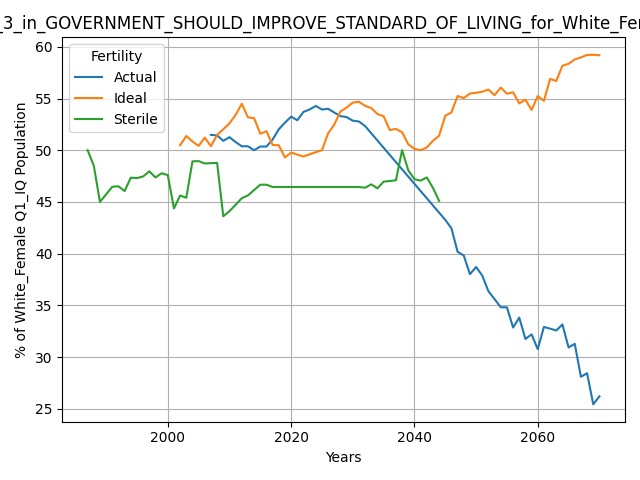 _3_in_GOVERNMENT_SHOULD_IMPROVE_STANDARD_OF_LIVING_for_White_Fem
Fertility
Actual
Ideal
Sterile
% of White_Female Q1_IQ Population
60
55
50
45
40
35
30
25
2000
2020
2040
2060
Years